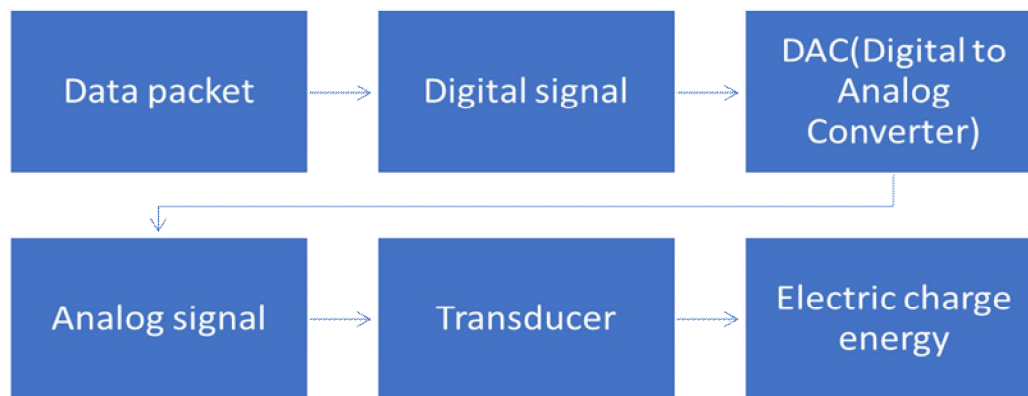 Data packet
Digital signal
DAC(Digital to
Analog
Converter)
Analog signal
Transducer
Electric charge
energy